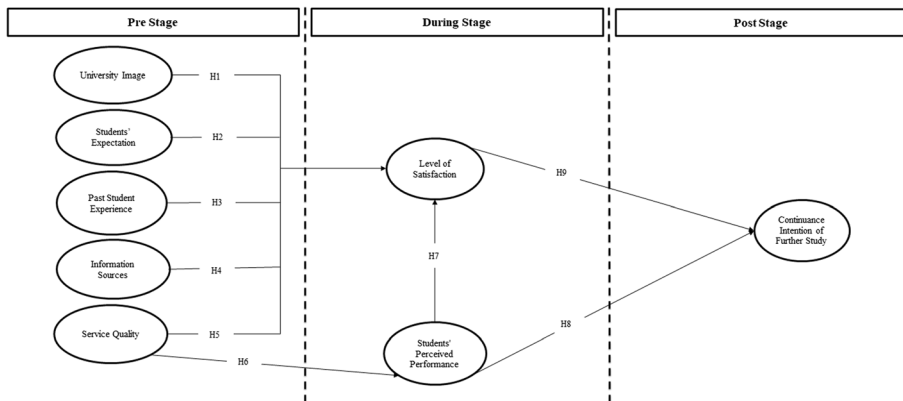 Pre Stage
During Stage
Post Stage
University Image
H1
Students'
Expectation
H2
Past Student
Experience
H3
Information
Sources
H4
Service Quality
H5
H6
Level of
Satisfaction
H7
Students'
Perceived
Performance
H9
H8
Continuance
Intention of
Further Study